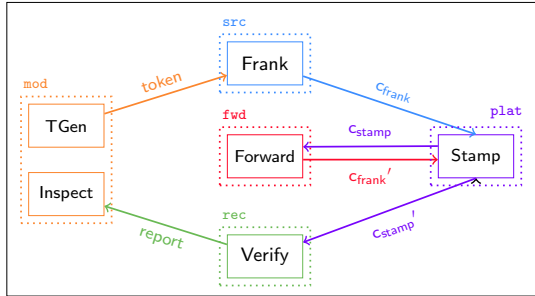 src
Frank
token
c_frank
mod
TGen
fwd
plat
c_stamp
Forward
Stamp
c_frank′
Inspect
rec
c_stamp′
report
Verify